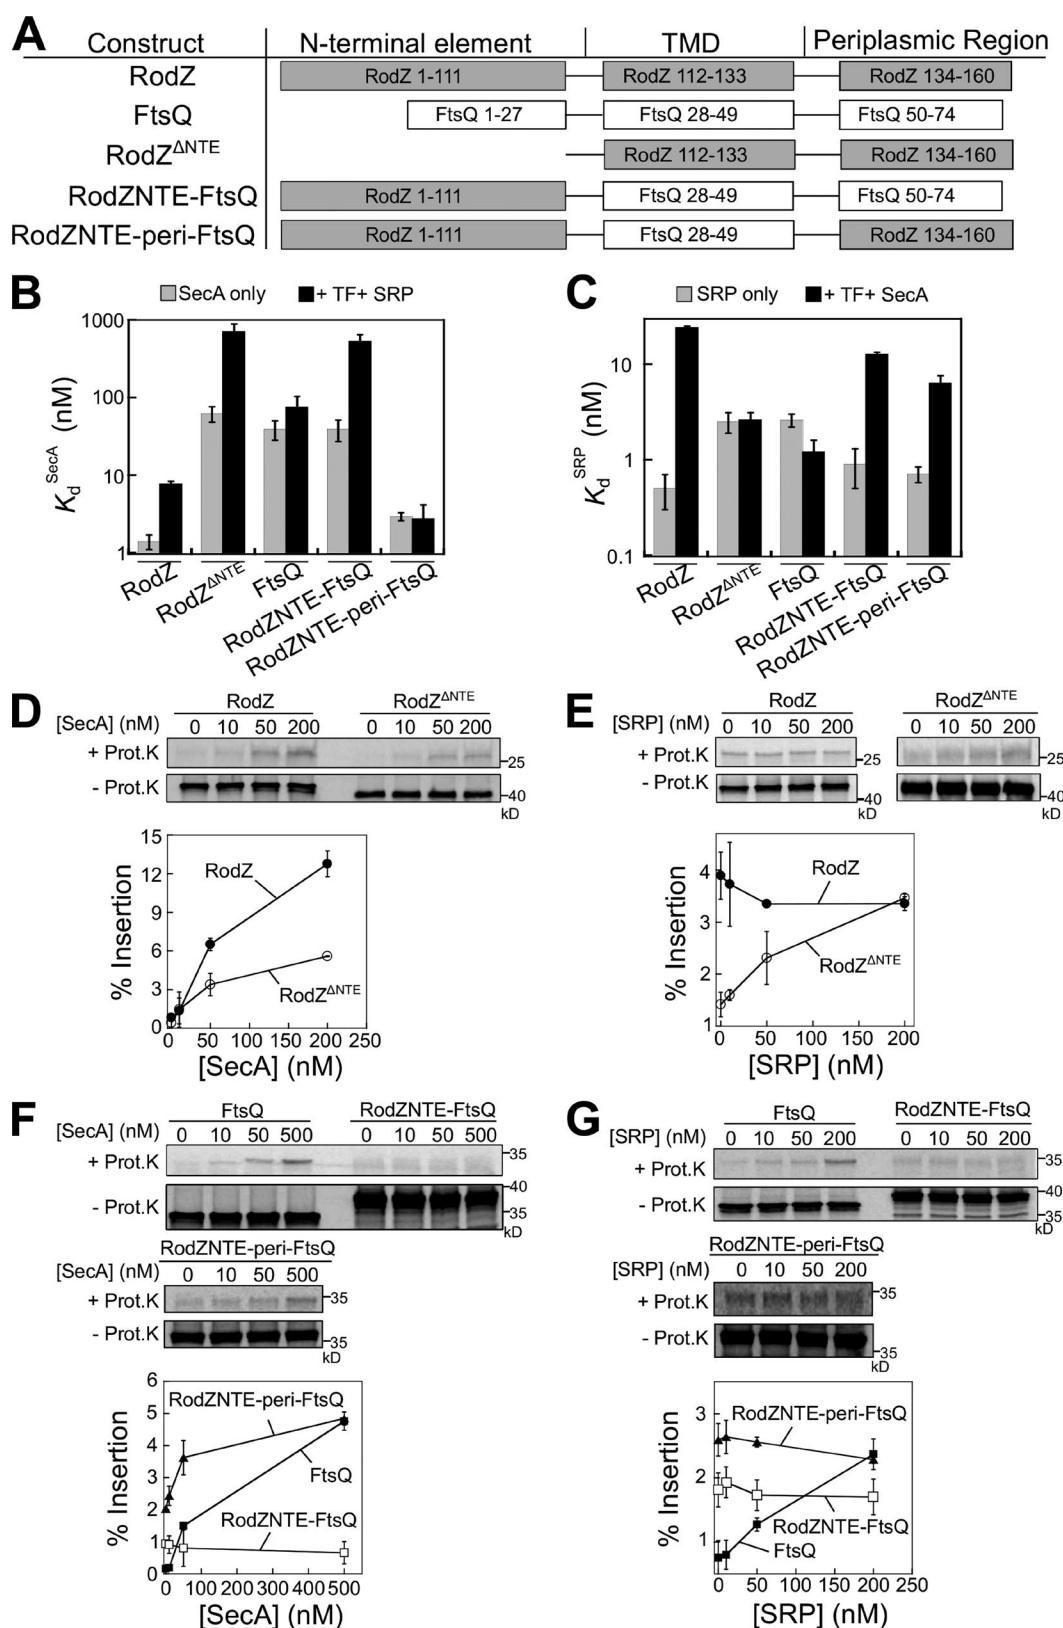 A
Construct N-terminal element TMD Periplasmic Region
RodZ RodZ 1-111 RodZ 112-133 RodZ 134-160
FtsQ FtsQ 1-27 FtsQ 28-49 FtsQ 50-74
RodZΔNTE RodZ 112-133 RodZ 134-160
RodZNTE-FtsQ RodZ 1-111 FtsQ 28-49 FtsQ 50-74
RodZNTE-peri-FtsQ RodZ 1-111 FtsQ 28-49 RodZ 134-160
B
SecA only + TF+ SRP
1000
100
10
1
KdSecA (nM)
RodZ RodZΔNTE FtsQ RodZNTE-FtsQ RodZNTE-peri-FtsQ
C
SRP only + TF+ SecA
10
1
0.1
KdSRP (nM)
RodZ RodZΔNTE FtsQ RodZNTE-FtsQ RodZNTE-peri-FtsQ
D
RodZ RodZΔNTE
[SecA] (nM) 0 10 50 200 0 10 50 200
+ Prot.K 25
- Prot.K 40
kD
15
12
9
6
3
0
% Insertion
RodZ
RodZΔNTE
0 50 100 150 200 250
[SecA] (nM)
E
RodZ RodZΔNTE
[SRP] (nM) 0 10 50 200 0 10 50 200
+ Prot.K 25
- Prot.K 40
kD
4
3
2
1
% Insertion
RodZ
RodZΔNTE
0 50 100 150 200
[SRP] (nM)
F
FtsQ RodZNTE-FtsQ
[SecA] (nM) 0 10 50 500 0 10 50 500
+ Prot.K 35
- Prot.K 40
35
kD
RodZNTE-peri-FtsQ
[SecA] (nM) 0 10 50 500
+ Prot.K 35
- Prot.K 35
kD
6
5
4
3
2
1
0
% Insertion
RodZNTE-peri-FtsQ
FtsQ
RodZNTE-FtsQ
0 100 200 300 400 500
[SecA] (nM)
G
FtsQ RodZNTE-FtsQ
[SRP] (nM) 0 10 50 200 0 10 50 200
+ Prot.K 35
- Prot.K 40
35
kD
RodZNTE-peri-FtsQ
[SRP] (nM) 0 10 50 200
+ Prot.K 35
- Prot.K 35
kD
3
2
1
% Insertion
RodZNTE-peri-FtsQ
RodZNTE-FtsQ
FtsQ
0 50 100 150 200 250
[SRP] (nM)